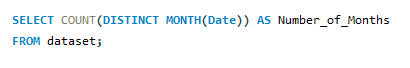 SELECT COUNT(DISTINCT MONTH(Date)) AS Number_of_Months
FROM dataset;